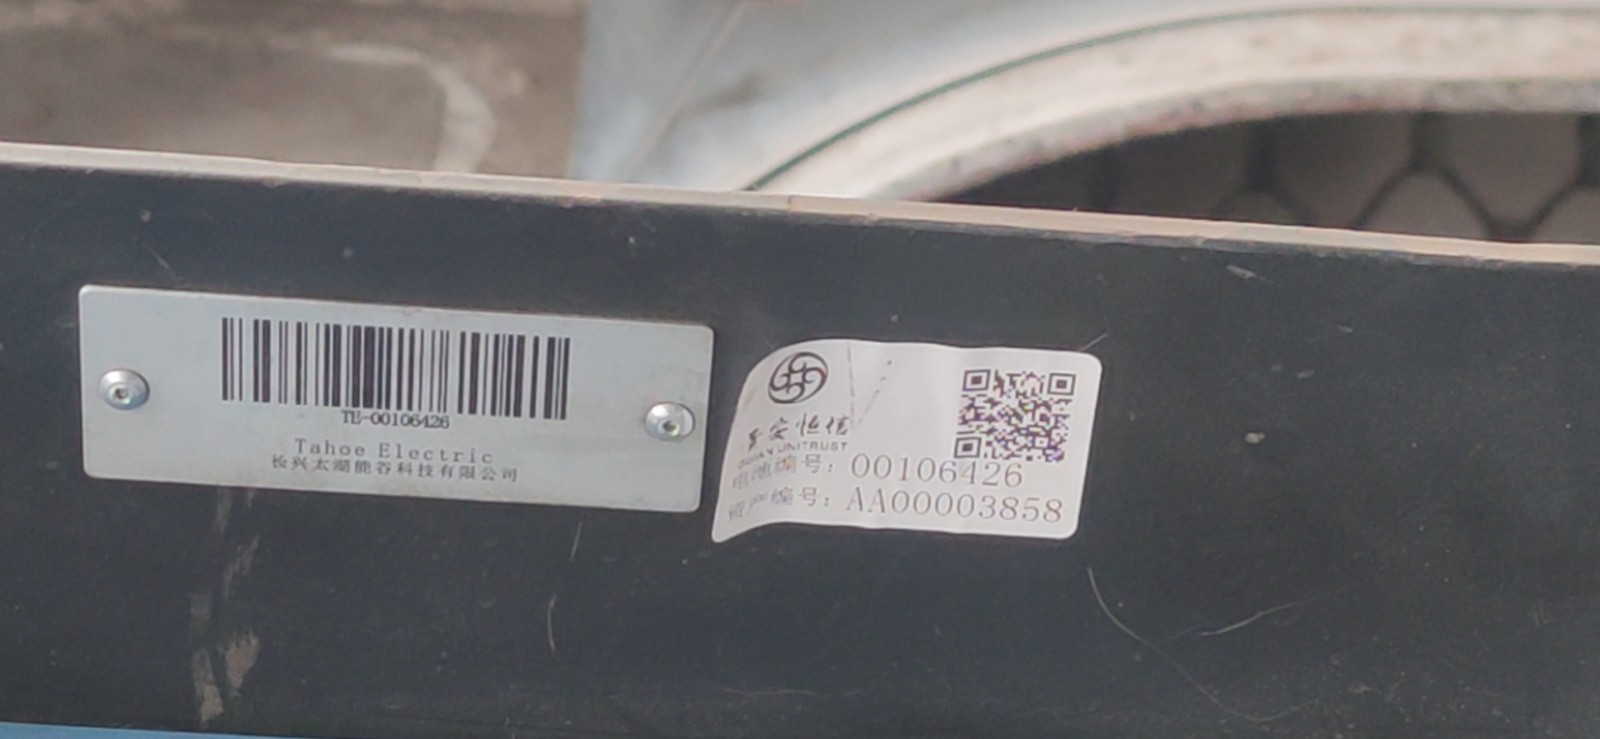 TE-00106426
Tahoe Electric
长兴太湖能谷科技有限公司
安恒信
UNITRUST
电池编号: 00106426
资产编号: AA00003858